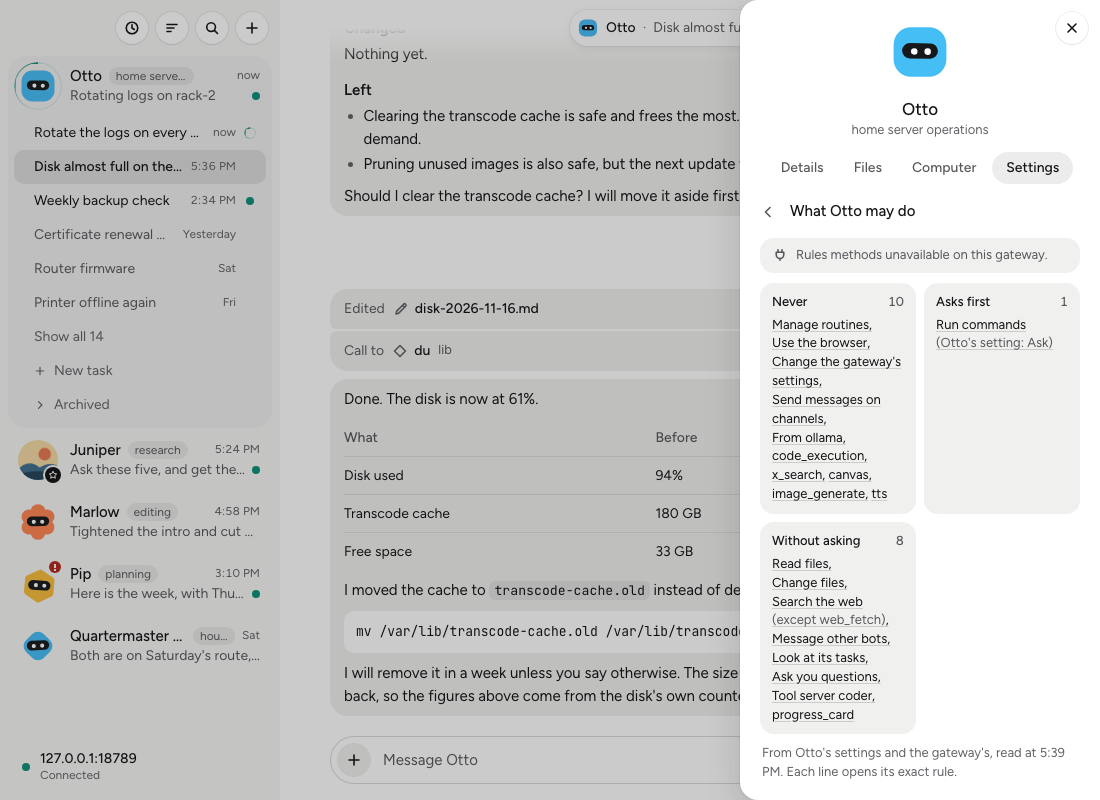 Otto
home serve...
now
Rotating logs on rack-2
Rotate the logs on every ...
now
Disk almost full on the...
5:36 PM
Weekly backup check
2:34 PM
Certificate renewal ...
Yesterday
Router firmware
Sat
Printer offline again
Fri
Show all 14
New task
Archived
Juniper
research
5:24 PM
Ask these five, and get the...
Marlow
editing
4:58 PM
Tightened the intro and cut ...
Pip
planning
3:10 PM
Here is the week, with Thu...
Quartermaster ...
hou...
Sat
Both are on Saturday's route,...
127.0.0.1:18789
Connected
Changed
Otto · Disk almost fu
Nothing yet.
Left
Clearing the transcode cache is safe and frees the most.
demand.
Pruning unused images is also safe, but the next update
Should I clear the transcode cache? I will move it aside first
Edited
disk-2026-11-16.md
Call to
du lib
Done. The disk is now at 61%.
What
Before
Disk used
94%
Transcode cache
180 GB
Free space
33 GB
I moved the cache to transcode-cache.old instead of de
mv /var/lib/transcode-cache.old /var/lib/transcod
I will remove it in a week unless you say otherwise. The size
back, so the figures above come from the disk's own counte
Message Otto
Otto
home server operations
Details
Files
Computer
Settings
What Otto may do
Rules methods unavailable on this gateway.
Never
10
Manage routines,
Use the browser,
Change the gateway's
settings,
Send messages on
channels,
From ollama,
code_execution,
x_search, canvas,
image_generate, tts
Asks first
1
Run commands
(Otto's setting: Ask)
Without asking
8
Read files,
Change files,
Search the web
(except web_fetch),
Message other bots,
Look at its tasks,
Ask you questions,
Tool server coder,
progress_card
From Otto's settings and the gateway's, read at 5:39
PM. Each line opens its exact rule.